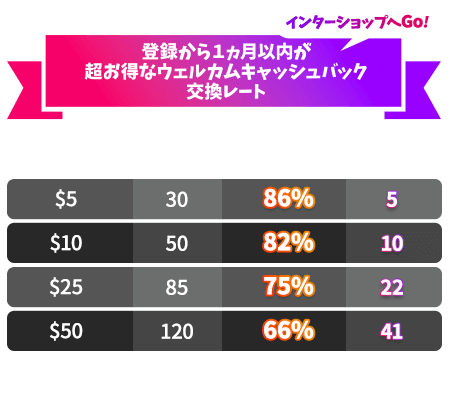 インターショップへGo!
登録から1ヵ月以内が
超お得なウェルカムキャッシュバック
交換レート
$5 30 86% 5
$10 50 82% 10
$25 85 75% 22
$50 120 66% 41